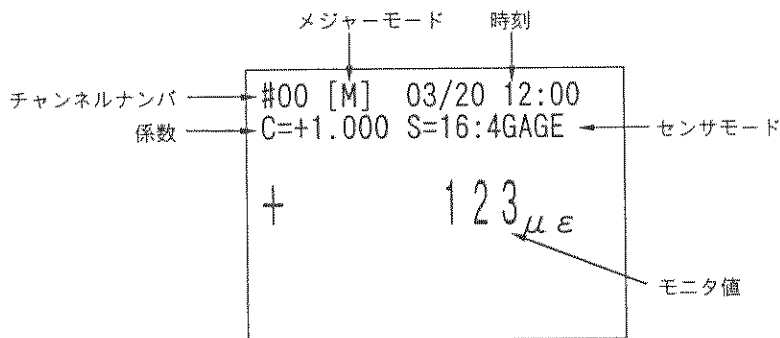 メジャーモード 時刻
チャンネルナンバ #00 [M] 03/20 12:00
係数 C=+1.000 S=16:4GAGE センサモード
+ 123με
モニタ値